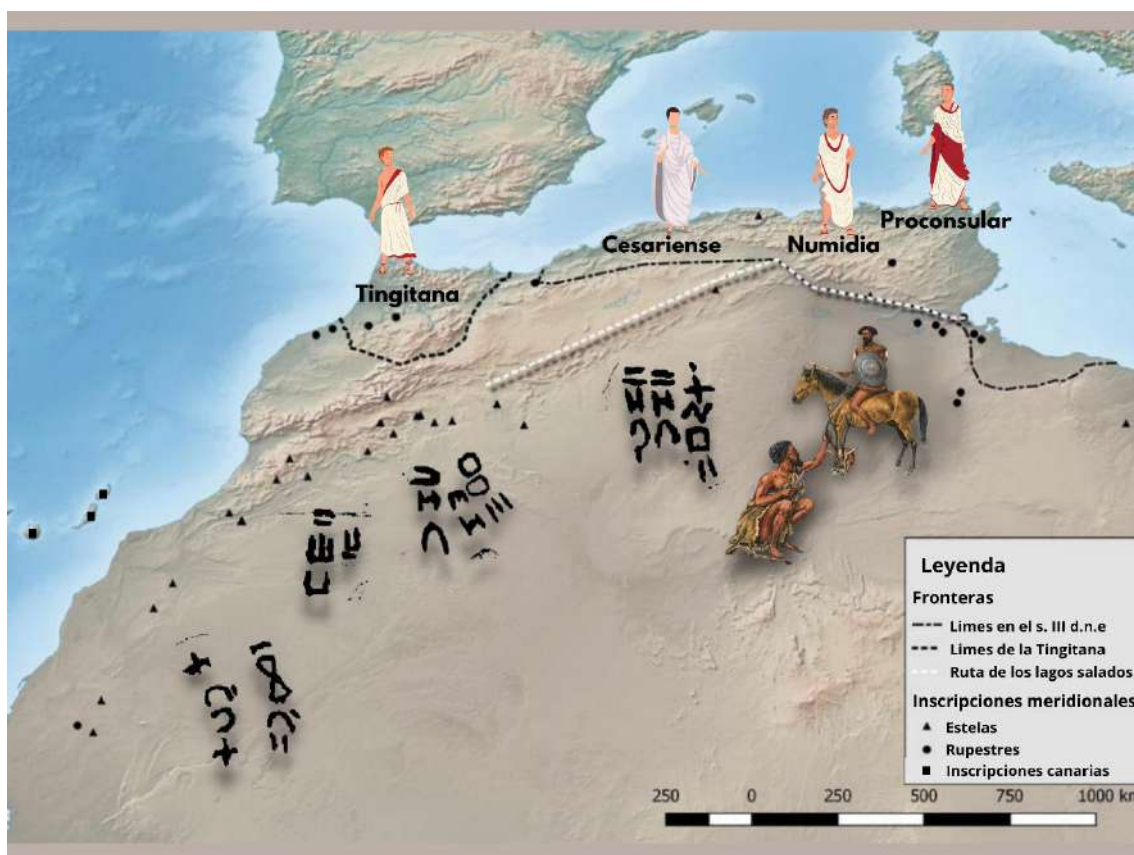 Tingitana
Cesariense
Numidia
Proconsular
Leyenda
Fronteras
Limes en el s. III d.n.e
Limes de la Tingitana
Ruta de los lagos salados
Inscripciones meridionales
Estelas
Rupestres
Inscripciones canarias
250 0 250 500 750 1000 km